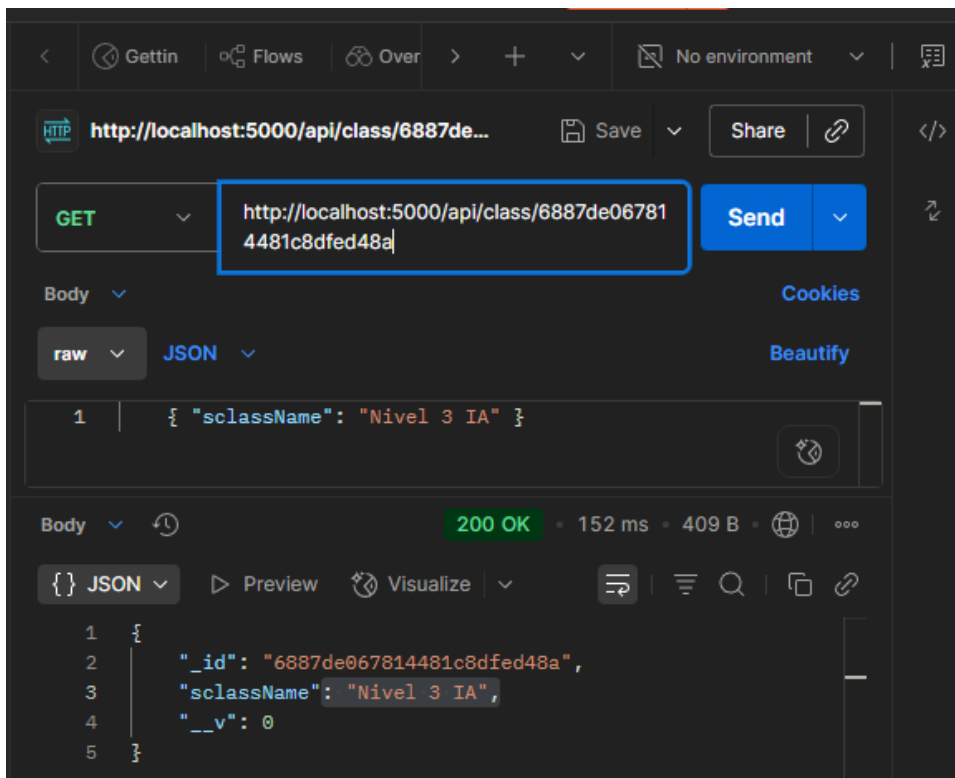 Gettin Flows Over No environment
HTTP http://localhost:5000/api/class/6887de... Save Share
GET http://localhost:5000/api/class/6887de067814481c8dfed48a Send
Body Cookies
raw JSON Beautify
1 { "sclassName": "Nivel 3 IA" }
Body 200 OK • 152 ms • 409 B
{} JSON Preview Visualize
1 {
2 "_id": "6887de067814481c8dfed48a",
3 "sclassName": "Nivel 3 IA",
4 "__v": 0
5 }